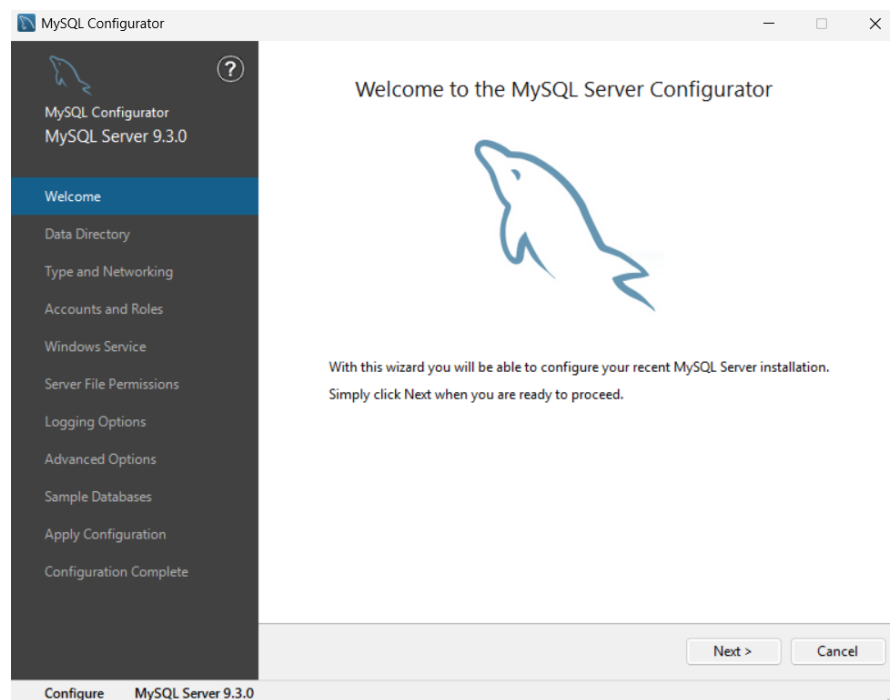 MySQL Configurator
?
MySQL Configurator
MySQL Server 9.3.0
Welcome
Data Directory
Type and Networking
Accounts and Roles
Windows Service
Server File Permissions
Logging Options
Advanced Options
Sample Databases
Apply Configuration
Configuration Complete
Welcome to the MySQL Server Configurator
With this wizard you will be able to configure your recent MySQL Server installation.
Simply click Next when you are ready to proceed.
Next >
Cancel
Configure MySQL Server 9.3.0